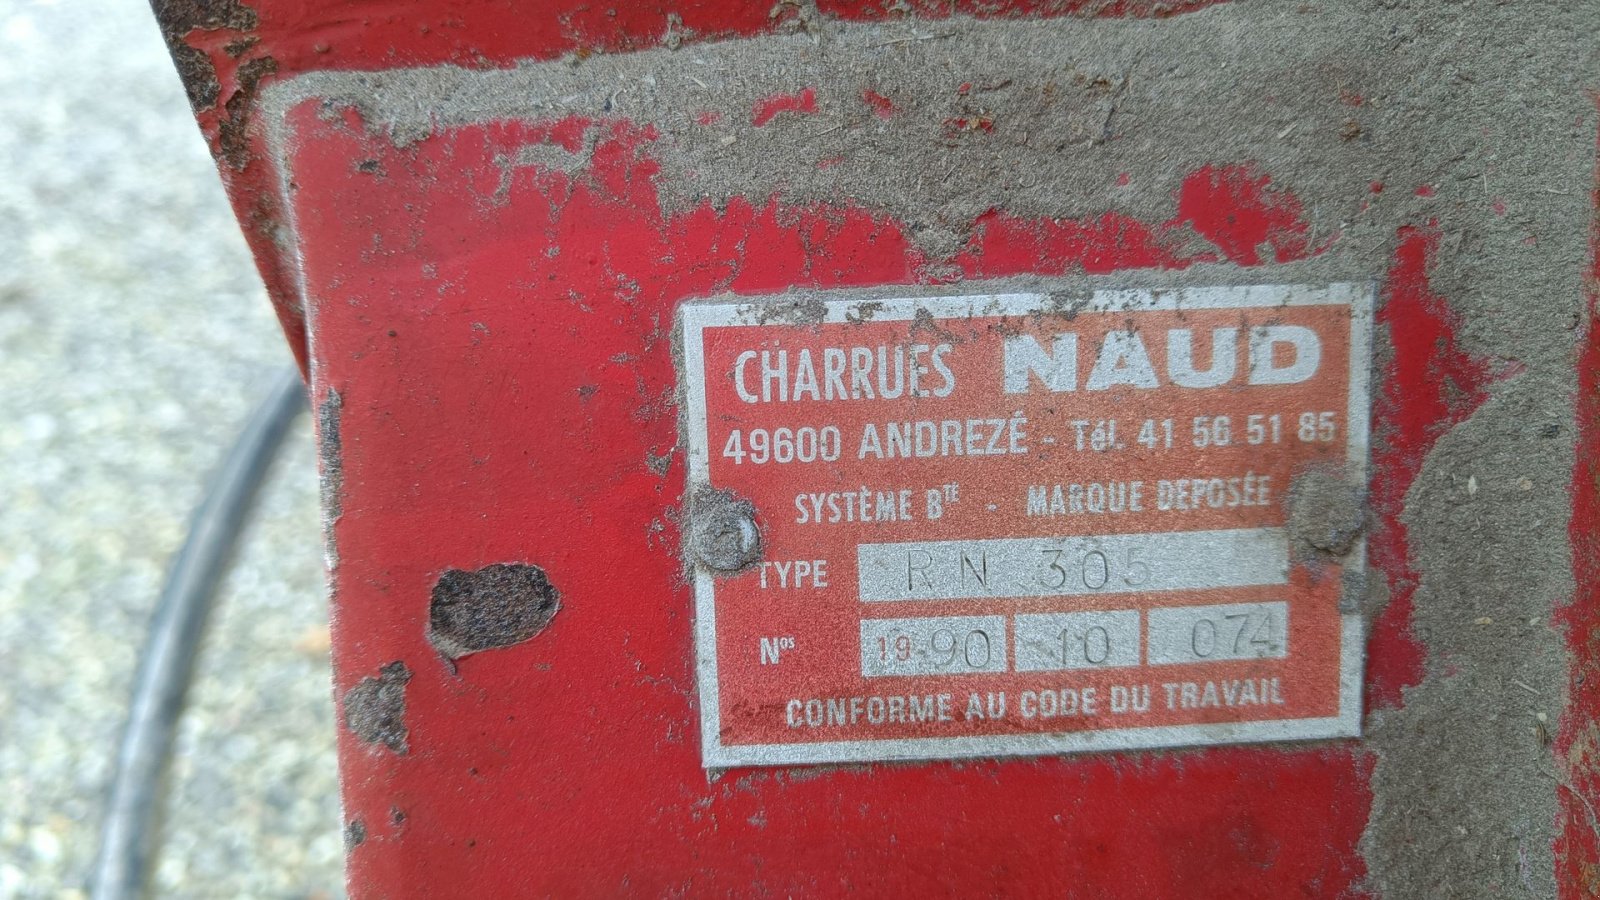 CHARRUES NAUD
49600 ANDREZÉ - Tél. 41 56 51 85
SYSTÈME Bᵗᵉ - MARQUE DEPOSÉE
TYPE RN 305
Nᵒˢ 1990 10 074
CONFORME AU CODE DU TRAVAIL